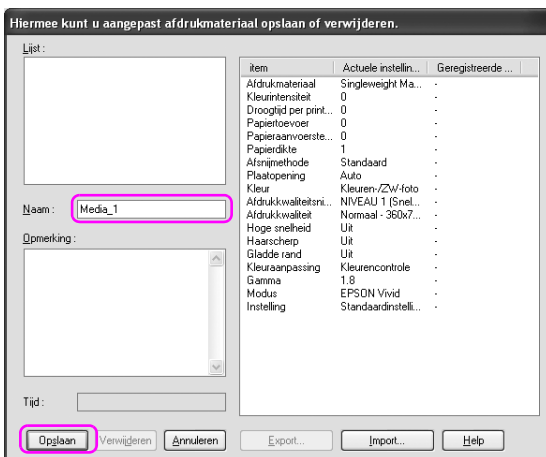 Hiermee kunt u aangepast afdrukmateriaal opslaan of verwijderen.
Lijst :
Naam : Media_1
Opmerking :
Tijd :
item Actuele instellin... Geregistreerde ...
Afdrukmateriaal Singleweight Ma... -
Kleurintensiteit 0 -
Droogtijd per print... 0 -
Papiertoevoer 0 -
Papieraanvoerste... 0 -
Papierdikte 1 -
Afsnijmethode Standaard -
Plaatopening Auto -
Kleur Kleuren-/ZW-foto -
Afdrukkwaliteitsni... NIVEAU 1 (Snel... -
Afdrukkwaliteit Normaal - 360x7... -
Hoge snelheid Uit -
Haarscherp Uit -
Gladde rand Uit -
Kleuraanpassing Kleurencontrole -
Gamma 1.8 -
Modus EPSON Vivid -
Instelling Standaardinstelli... -
Opslaan Verwijderen Annuleren Export... Import... Help